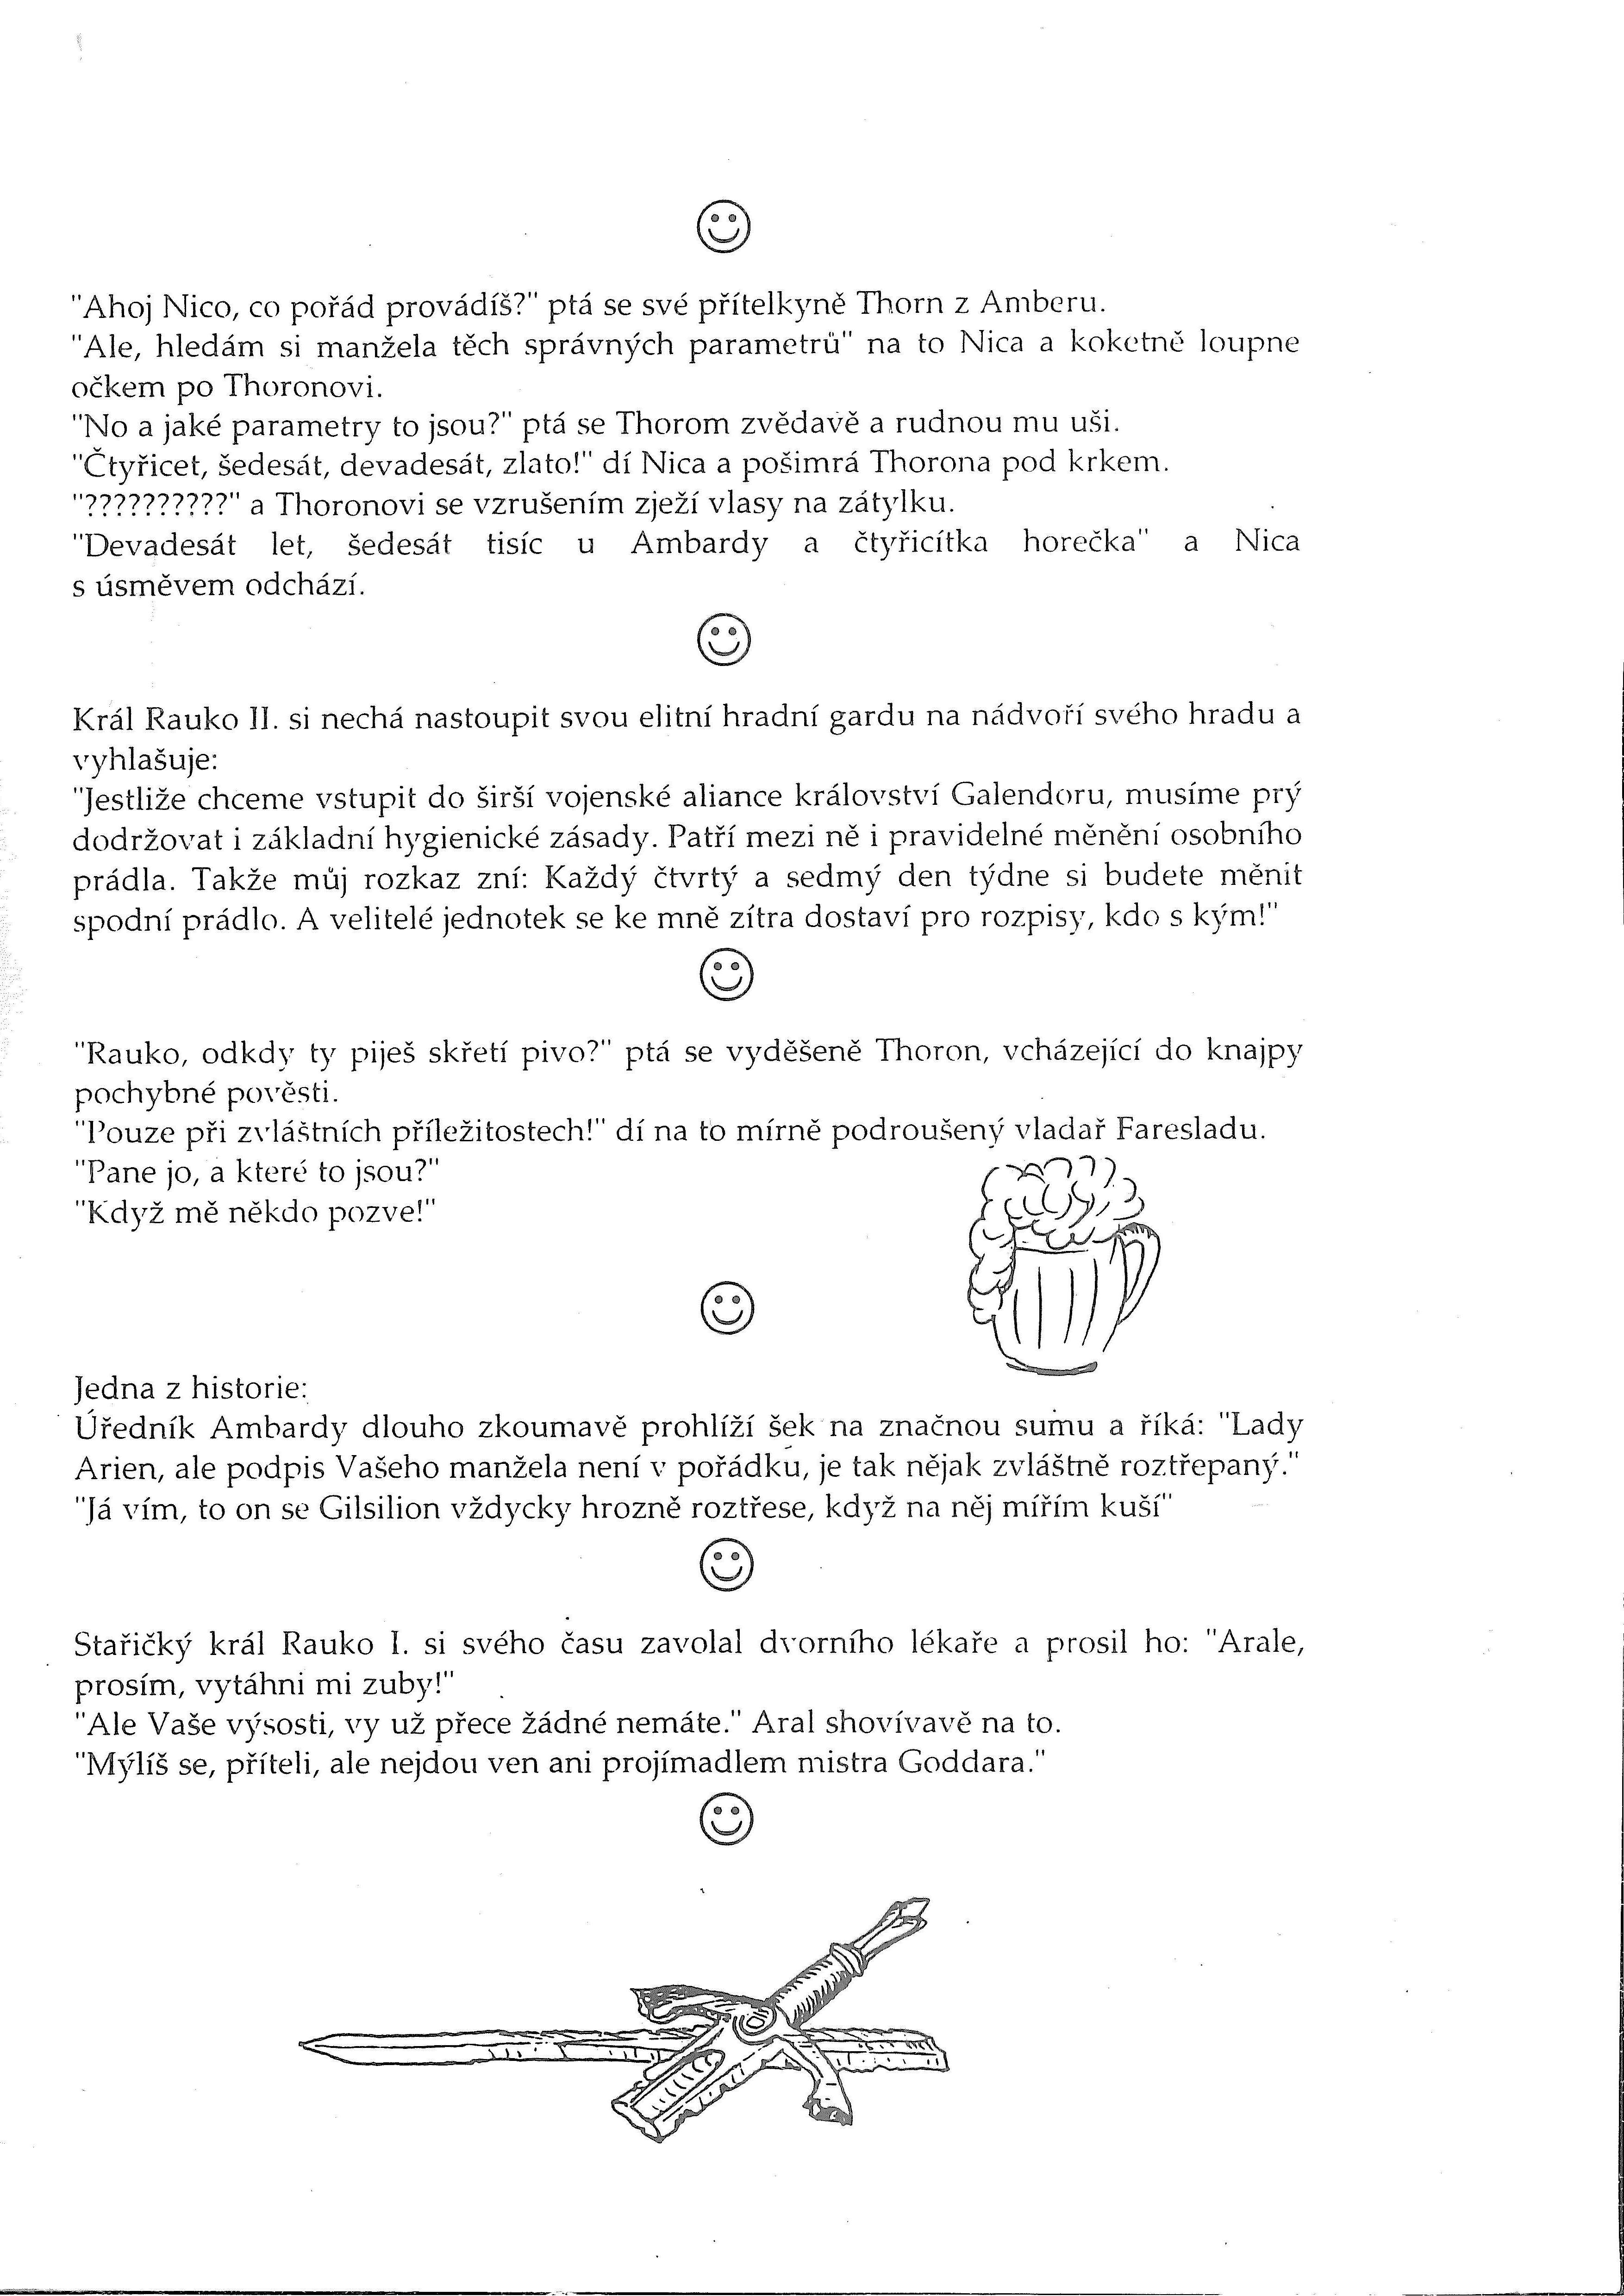 "Ahoj Nico, co pořád provádíš?" ptá se své přítelkyně Thorn z Amberu.
"Ale, hledám si manžela těch správných parametrů" na to Nica a koketně loupne
očkem po Thoronovi.
"No a jaké parametry to jsou?" ptá se Thorom zvědavě a rudnou mu uši.
"Čtyřicet, šedesát, devadesát, zlato!" dí Nica a pošimrá Thorona pod krkem.
"??????????" a Thoronovi se vzrušením zježí vlasy na zátylku.
"Devadesát let, šedesát tisíc u Ambardy a čtyřicítka horečka" a Nica
s úsměvem odchází.
Král Rauko II. si nechá nastoupit svou elitní hradní gardu na nádvoří svého hradu a
vyhlašuje:
"Jestliže chceme vstupit do širší vojenské aliance království Galendoru, musíme prý
dodržovat i základní hygienické zásady. Patří mezi ně i pravidelné měnění osobního
prádla. Takže můj rozkaz zní: Každý čtvrtý a sedmý den týdne si budete měnit
spodní prádlo. A velitelé jednotek se ke mně zítra dostaví pro rozpisy, kdo s kým!"
"Rauko, odkdy ty piješ skřetí pivo?" ptá se vyděšeně Thoron, vcházející do knajpy
pochybné pověsti.
"Pouze při zvláštních příležitostech!" dí na to mírně podroušený vladař Faresladu.
"Pane jo, a které to jsou?"
"Když mě někdo pozve!"
Jedna z historie:
Úředník Ambardy dlouho zkoumavě prohlíží šek na značnou sumu a říká: "Lady
Arien, ale podpis Vašeho manžela není v pořádku, je tak nějak zvláštně roztřepaný."
"Já vím, to on se Gilsilion vždycky hrozně roztřese, když na něj mířím kuší"
Stařičký král Rauko I. si svého času zavolal dvorního lékaře a prosil ho: "Arale,
prosím, vytáhni mi zuby!"
"Ale Vaše výsosti, vy už přece žádné nemáte." Aral shovívavě na to.
"Mýlíš se, příteli, ale nejdou ven ani projímadlem mistra Goddara."